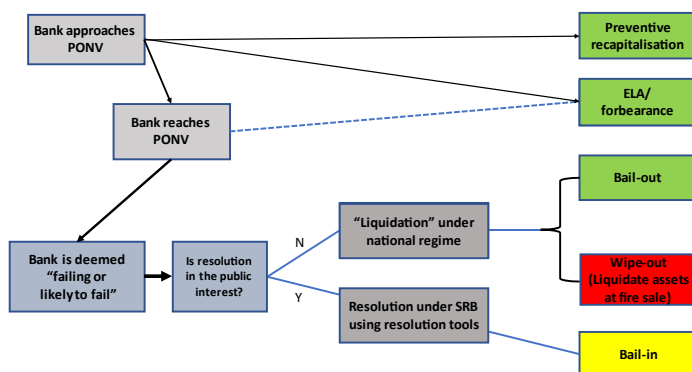 Bank approaches
PONV
Preventive
recapitalisation
ELA/
forbearance
Bank reaches
PONV
Bail-out
"Liquidation" under
national regime
N
Bank is deemed
"failing or
likely to fail"
Is resolution
in the public
interest?
Wipe-out
(Liquidate assets
at fire sale)
Y
Resolution under SRB
using resolution tools
Bail-in